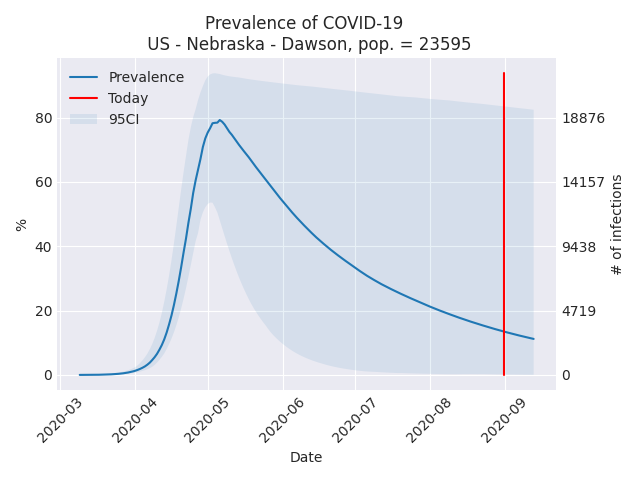 Prevalence of COVID-19
US - Nebraska - Dawson, pop. = 23595
Prevalence
Today
95CI
80
60
40
20
0
%
18876
14157
9438
4719
0
# of infections
2020-03
2020-04
2020-05
2020-06
2020-07
2020-08
2020-09
Date